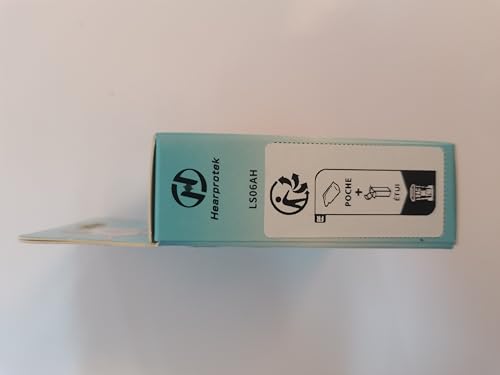 Hearprotek
LS06AH
POCHE
+
ÉTUI